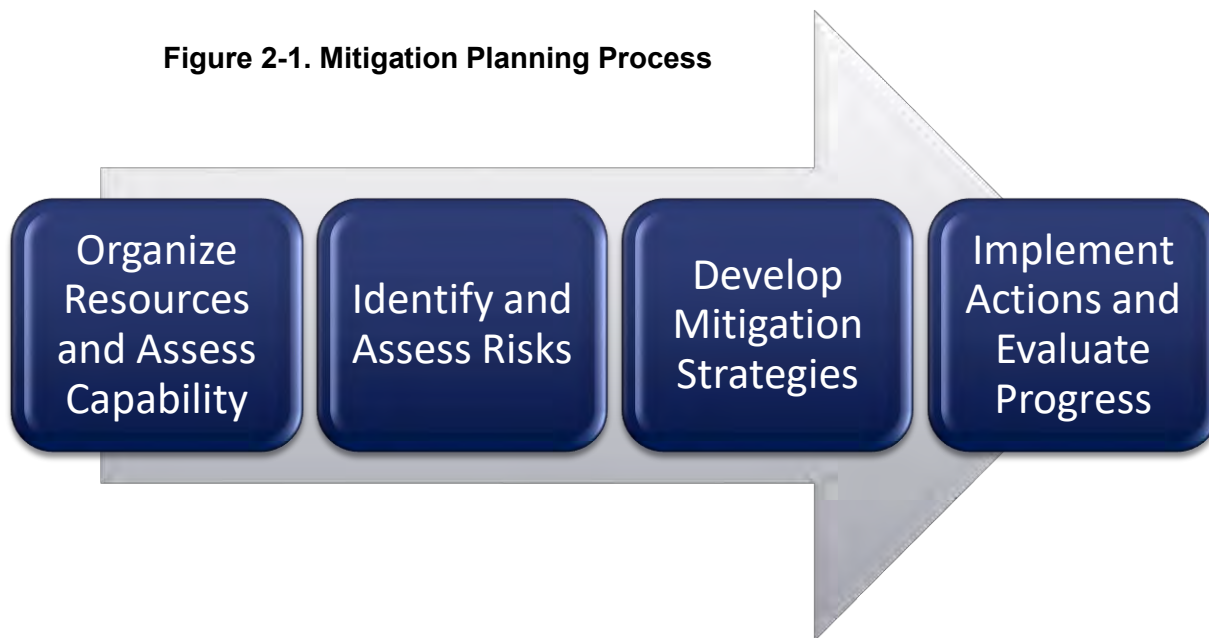 Figure 2-1. Mitigation Planning Process
Organize
Resources
and Assess
Capability
Identify and
Assess Risks
Develop
Mitigation
Strategies
Implement
Actions and
Evaluate
Progress